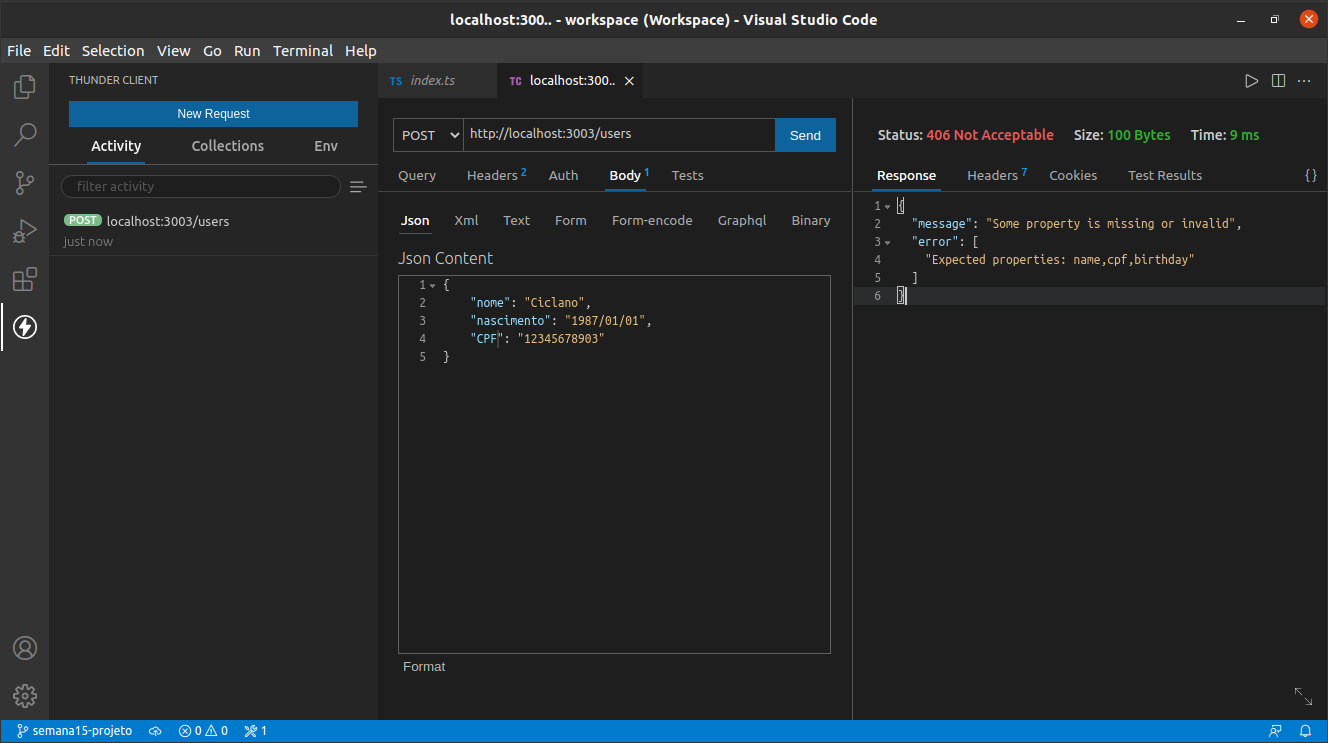 localhost:300.. - workspace (Workspace) - Visual Studio Code
File Edit Selection View Go Run Terminal Help
THUNDER CLIENT
New Request
Activity Collections Env
filter activity
POST localhost:3003/users
just now
TS index.ts TC localhost:300..
POST http://localhost:3003/users Send
Query Headers 2 Auth Body 1 Tests
Json Xml Text Form Form-encode Graphql Binary
Json Content
1 {
2 "nome": "Ciclano",
3 "nascimento": "1987/01/01",
4 "CPF": "12345678903"
5 }
Format
Status: 406 Not Acceptable Size: 100 Bytes Time: 9 ms
Response Headers 7 Cookies Test Results {}
1 {
2 "message": "Some property is missing or invalid",
3 "error": [
4 "Expected properties: name,cpf,birthday"
5 ]
6 }
semana15-projeto 0 0 1